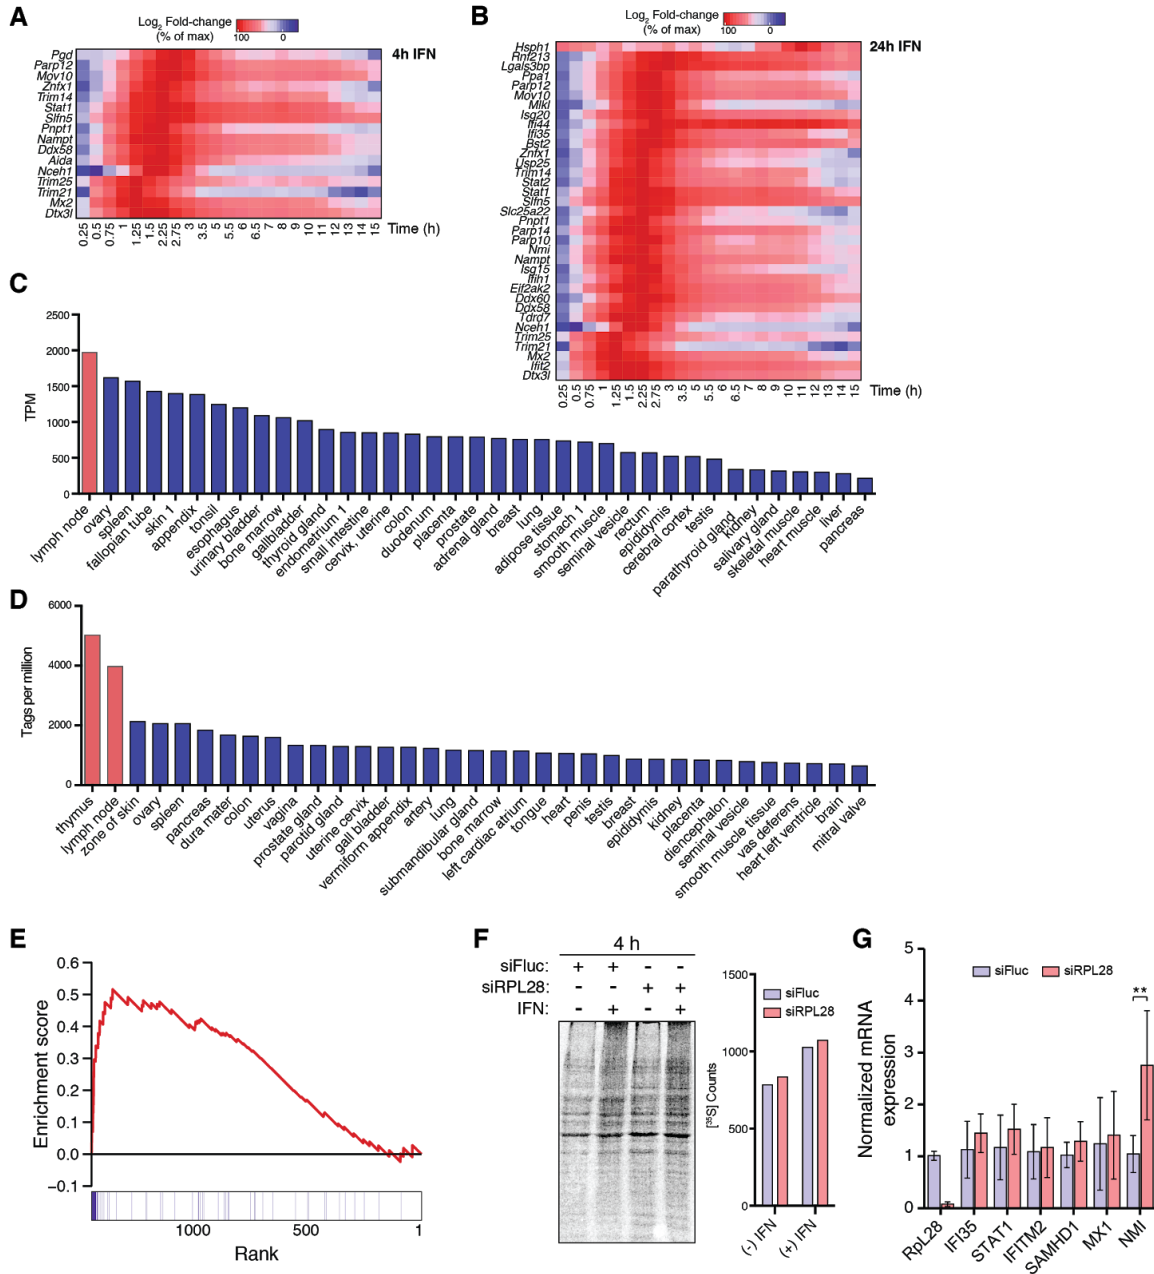 A
Log2 Fold-change
(% of max)
100
0
4h IFN
Pgd
Parp12
Mov10
Znfx1
Trim14
Stat1
Slfn5
Pnpt1
Nampt
Ddx58
Aida
Nceh1
Trim25
Trim21
Mx2
Dtx3l
0.25
0.5
0.75
1
1.25
1.5
2.25
2.75
3
3.5
5
5.5
6
6.5
7
8
9
10
11
12
13
14
15
Time (h)
B
Log2 Fold-change
(% of max)
100
0
24h IFN
Hsph1
Rnf213
Lgals3bp
Ppa1
Parp12
Mov10
Mlkl
Isg20
Ifi44
Ifi35
Bst2
Znfx1
Usp25
Trim14
Stat2
Stat1
Slfn5
Slc25a22
Pnpt1
Parp14
Parp10
Nmi
Nampt
Isg15
Ifih1
Eif2ak2
Ddx60
Ddx58
Tdrd7
Nceh1
Trim25
Trim21
Mx2
Ifit2
Dtx3l
0.25
0.5
0.75
1
1.25
1.5
2.25
2.75
3
3.5
5
5.5
6
6.5
7
8
9
10
11
12
13
14
15
Time (h)
C
TPM
2500
2000
1500
1000
500
0
lymph node
ovary
spleen
fallopian tube
skin 1
appendix
tonsil
esophagus
urinary bladder
bone marrow
gallbladder
thyroid gland
endometrium 1
small intestine
cervix, uterine
colon
duodenum
placenta
prostate
adrenal gland
breast
lung
adipose tissue
stomach 1
smooth muscle
seminal vesicle
rectum
epididymis
cerebral cortex
testis
parathyroid gland
kidney
salivary gland
skeletal muscle
heart muscle
liver
pancreas
D
Tags per million
6000
4000
2000
0
thymus
lymph node
zone of skin
ovary
spleen
pancreas
dura mater
colon
uterus
vagina
prostate gland
parotid gland
uterine cervix
gall bladder
vermiform appendix
artery
lung
submandibular gland
bone marrow
left cardiac atrium
tongue
heart
penis
testis
breast
epididymis
kidney
placenta
diencephalon
seminal vesicle
smooth muscle tissue
vas deferens
heart left ventricle
brain
mitral valve
E
Enrichment score
0.6
0.5
0.4
0.3
0.2
0.1
0.0
−0.1
1000
500
1
Rank
F
4 h
siFluc: + + - -
siRPL28: - - + +
IFN: - + - +
[35S] Counts
1500
1000
500
0
siFluc
siRPL28
(-) IFN
(+) IFN
G
Normalized mRNA
expression
5
4
3
2
1
0
siFluc
siRPL28
**
RpL28
IFI35
STAT1
IFITM2
SAMHD1
MX1
NMI